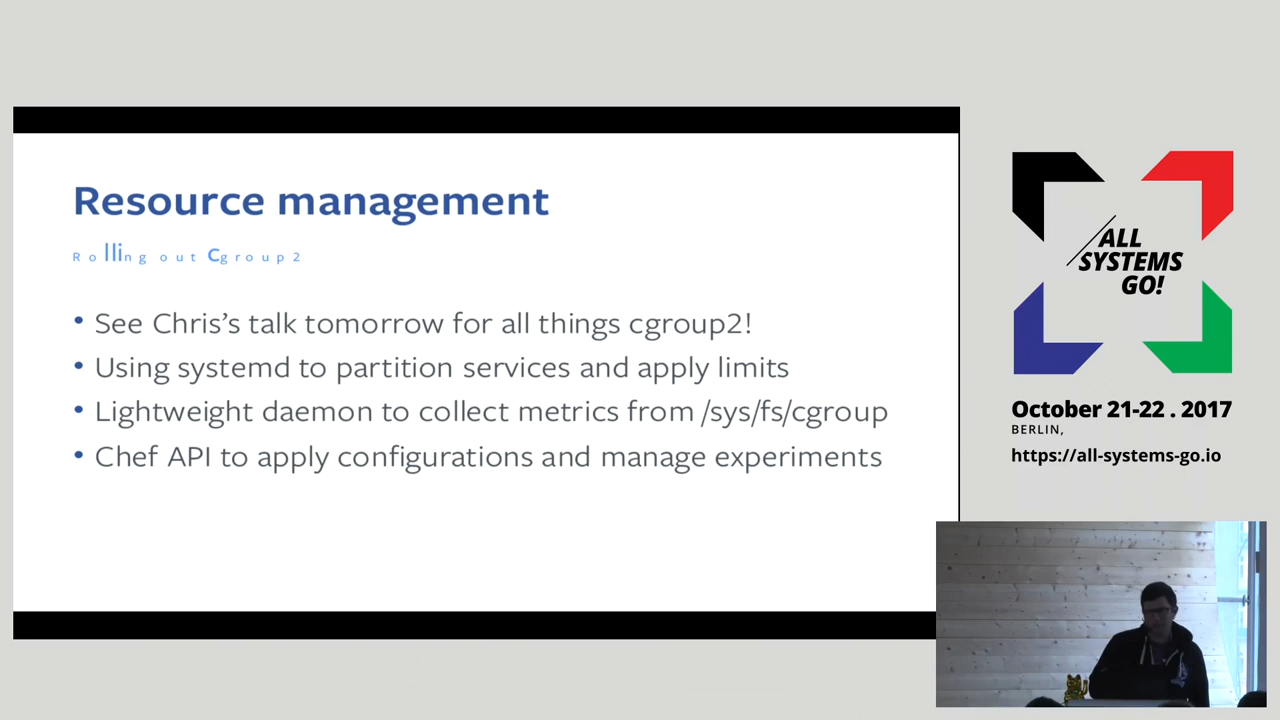 Resource management
Rolling out Cgroup2
• See Chris's talk tomorrow for all things cgroup2!
• Using systemd to partition services and apply limits
• Lightweight daemon to collect metrics from /sys/fs/cgroup
• Chef API to apply configurations and manage experiments
ALL
SYSTEMS
GO!
October 21-22 . 2017
BERLIN,
https://all-systems-go.io